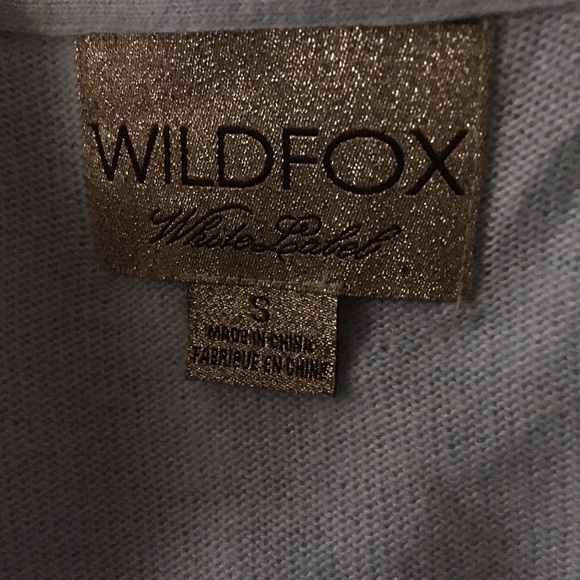 WILDFOX
White Label
S
MADE IN CHINA
FABRIQUE EN CHINE